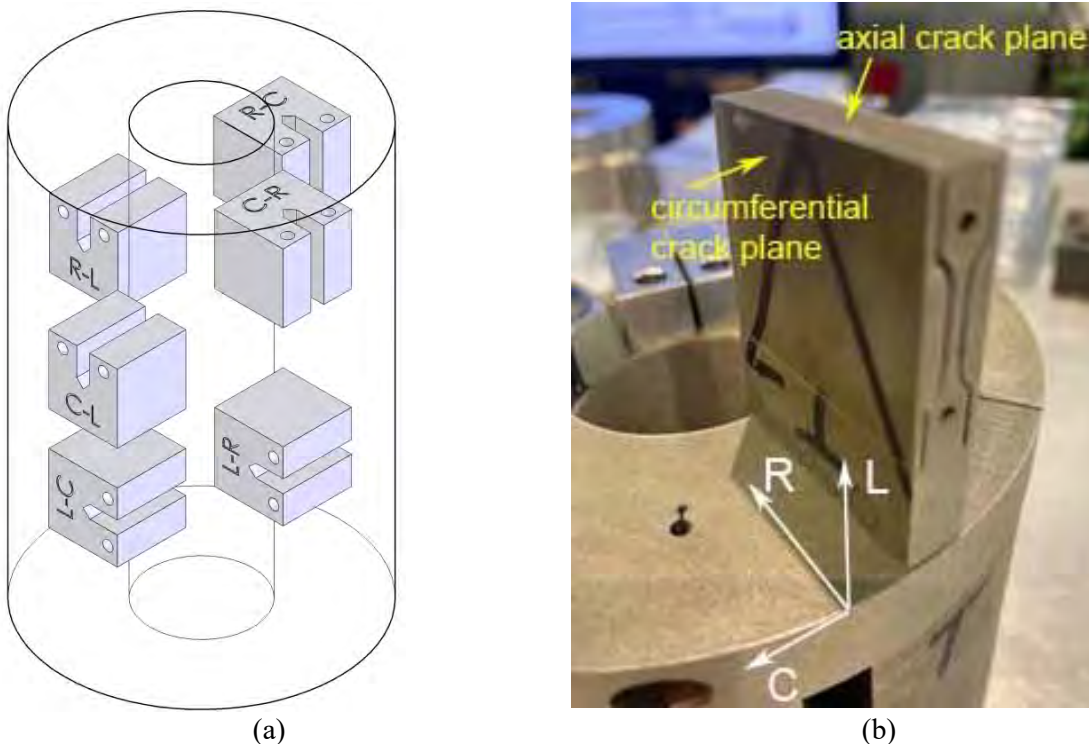 R-C
C-R
R-L
C-L
L-R
L-C
(a)
axial crack plane
circumferential
crack plane
R
L
C
(b)